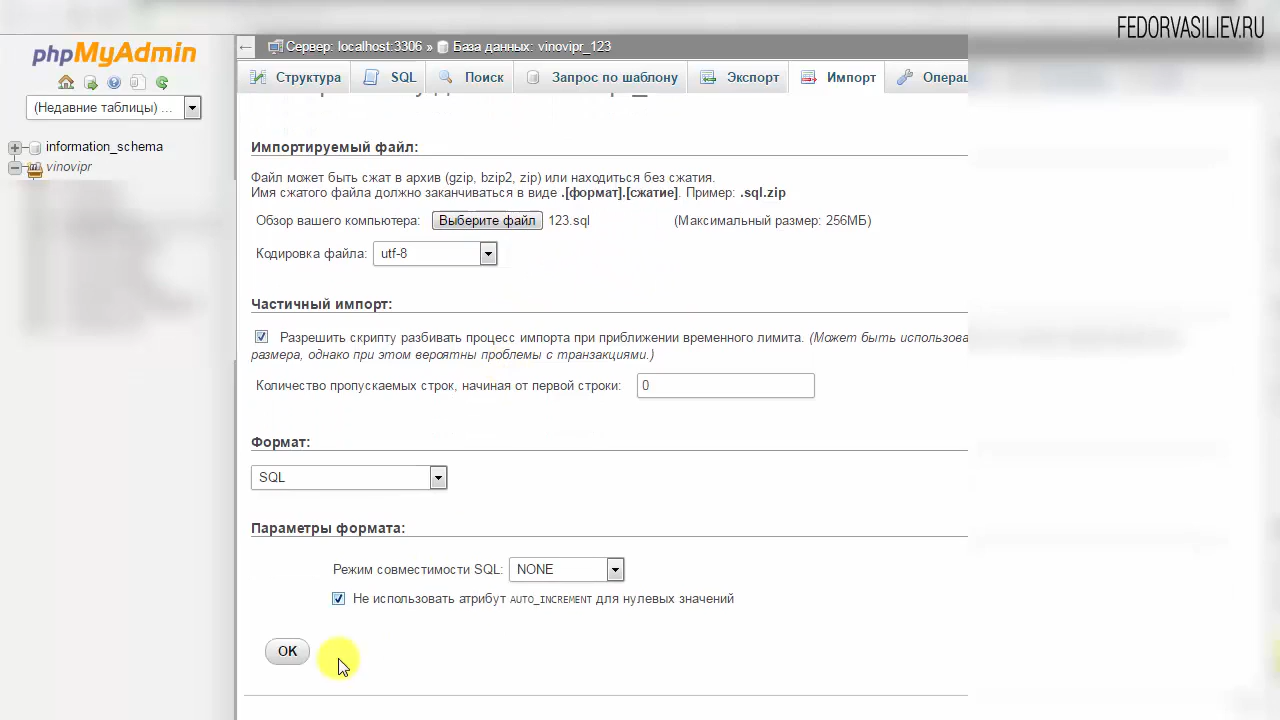 FEDORVASILIEV.RU
phpMyAdmin
(Недавние таблицы) ...
information_schema
vinovipr
Сервер: localhost:3306 » База данных: vinovipr_123
Структура SQL Поиск Запрос по шаблону Экспорт Импорт Операц
Импортируемый файл:
Файл может быть сжат в архив (gzip, bzip2, zip) или находиться без сжатия.
Имя сжатого файла должно заканчиваться в виде .[формат].[сжатие]. Пример: .sql.zip
Обзор вашего компьютера: Выберите файл 123.sql (Максимальный размер: 256МБ)
Кодировка файла: utf-8
Частичный импорт:
Разрешить скрипту разбивать процесс импорта при приближении временного лимита. (Может быть использова
размера, однако при этом вероятны проблемы с транзакциями.)
Количество пропускаемых строк, начиная от первой строки: 0
Формат:
SQL
Параметры формата:
Режим совместимости SQL: NONE
Не использовать атрибут AUTO_INCREMENT для нулевых значений
OK